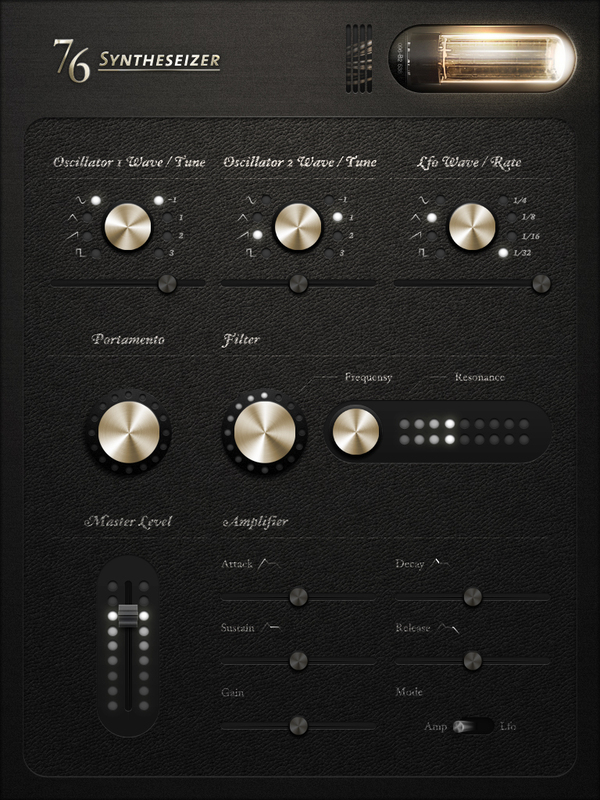 76 SYNTHESEIZER
Oscillator 1 Wave / Tune
Oscillator 2 Wave / Tune
Lfo Wave / Rate
-1
1
2
3
-1
1
2
3
1/4
1/8
1/16
1/32
Portamento
Filter
Frequensy
Resonance
Master Level
Amplifier
Attack
Decay
Sustain
Release
Gain
Mode
Amp
Lfo